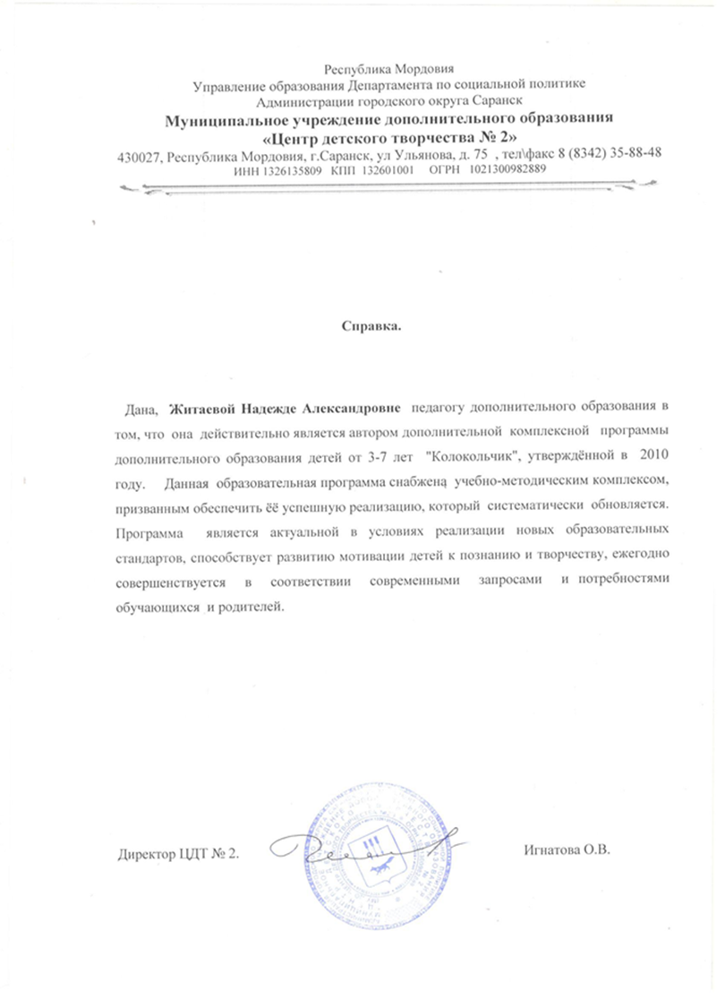 Республика Мордовия
Управление образования Департамента по социальной политике
Администрации городского округа Саранск
Муниципальное учреждение дополнительного образования
«Центр детского творчества № 2»
430027, Республика Мордовия, г.Саранск, ул Ульянова, д. 75 , тел\факс 8 (8342) 35-88-48
ИНН 1326135809 КПП 132601001 ОГРН 1021300982889
Справка.
Дана, Житаевой Надежде Александровне педагогу дополнительного образования в
том, что она действительно является автором дополнительной комплексной программы
дополнительного образования детей от 3-7 лет "Колокольчик", утверждённой в 2010
году. Данная образовательная программа снабжена учебно-методическим комплексом,
призванным обеспечить ёё успешную реализацию, который систематически обновляется.
Программа является актуальной в условиях реализации новых образовательных
стандартов, способствует развитию мотивации детей к познанию и творчеству, ежегодно
совершенствуется в соответствии современными запросами и потребностями
обучающихся и родителей.
Директор ЦДТ № 2.
Игнатова О.В.